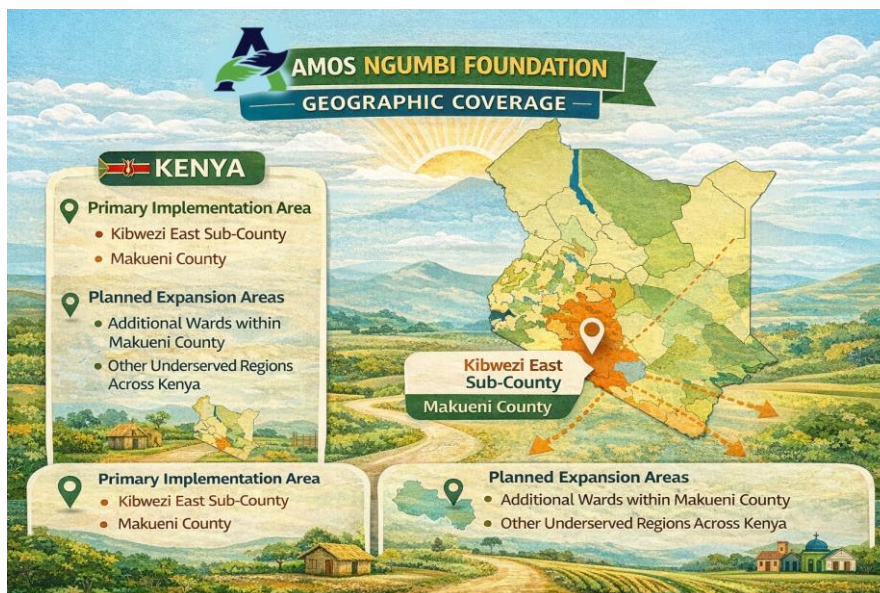 AMOS NGUMBI FOUNDATION
GEOGRAPHIC COVERAGE
KENYA
Primary Implementation Area
Kibwezi East Sub-County
Makueni County
Planned Expansion Areas
Additional Wards within
Makueni County
Other Underserved Regions
Across Kenya
Kibwezi East
Sub-County
Makueni County
Primary Implementation Area
Kibwezi East Sub-County
Makueni County
Planned Expansion Areas
Additional Wards within Makueni County
Other Underserved Regions Across Kenya